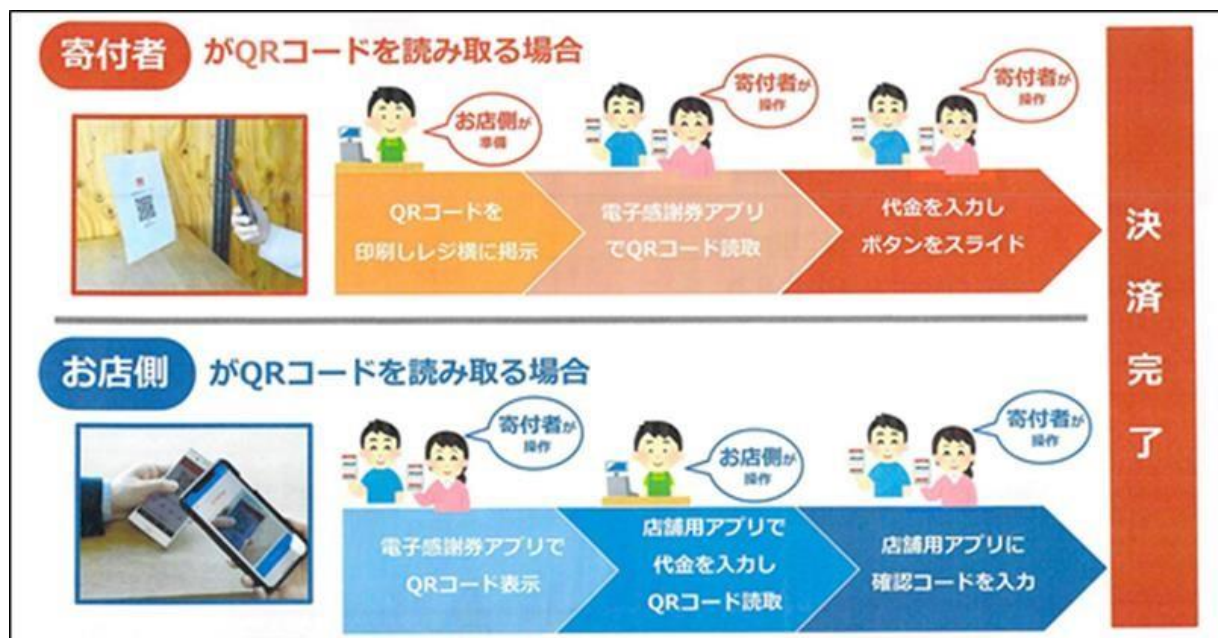 寄付者 がQRコードを読み取る場合
お店側が
準備
寄付者が
操作
寄付者が
操作
QRコードを
印刷しレジ横に掲示
電子感謝券アプリ
でQRコード読取
代金を入力し
ボタンをスライド
お店側 がQRコードを読み取る場合
寄付者が
操作
お店側が
操作
寄付者が
操作
電子感謝券アプリで
QRコード表示
店舗用アプリで
代金を入力し
QRコード読取
店舗用アプリに
確認コードを入力
決済完了